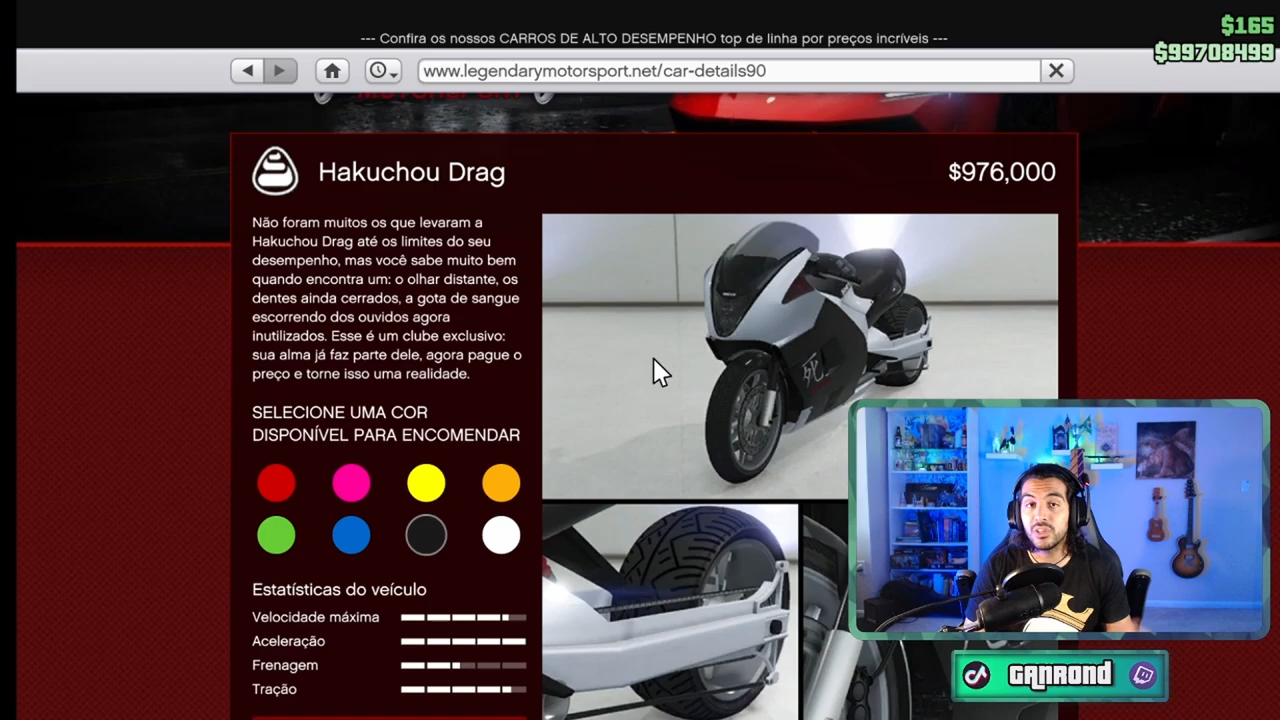 $165
--- Confira os nossos CARROS DE ALTO DESEMPENHO top de linha por preços incríveis ---
$99708499
www.legendarymotorsport.net/car-details90
MOTORSPORT
Hakuchou Drag
$976,000
Não foram muitos os que levaram a
Hakuchou Drag até os limites do seu
desempenho, mas você sabe muito bem
quando encontra um: o olhar distante, os
dentes ainda cerrados, a gota de sangue
escorrendo dos ouvidos agora
inutilizados. Esse é um clube exclusivo:
sua alma já faz parte dele, agora pague o
preço e torne isso uma realidade.
死
SELECIONE UMA COR
DISPONÍVEL PARA ENCOMENDAR
Estatísticas do veículo
Velocidade máxima
Aceleração
Frenagem
Tração
GANROND